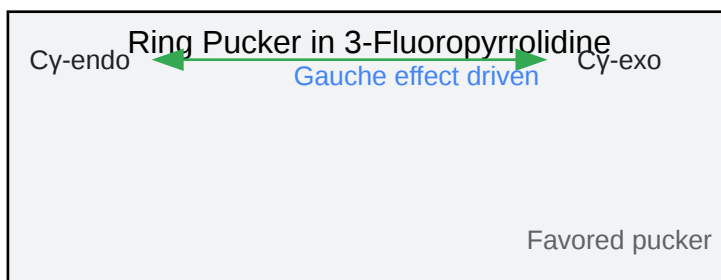 Ring Pucker in 3-Fluoropyrrolidine
Cγ-endo
Cγ-exo
Gauche effect driven
Favored pucker